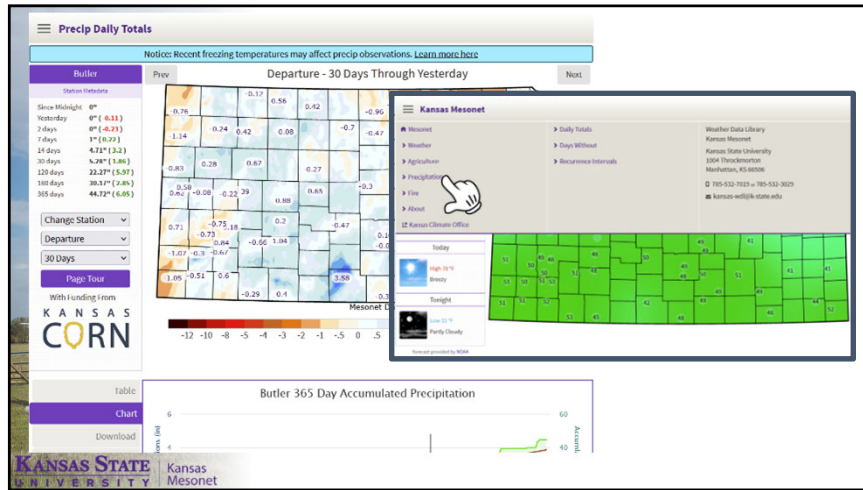 Precip Daily Totals
Notice: Recent freezing temperatures may affect precip observations. Learn more here
Butler
Station Metadata
Since Midnight 0"
Yesterday 0" ( 0.11 )
2 days 0" ( -0.21 )
7 days 1" ( 0.22 )
14 days 4.71" ( 3.2 )
30 days 5.28" ( 1.86 )
120 days 22.27" ( 5.97 )
180 days 30.17" ( 2.85 )
365 days 44.72" ( 6.05 )
Change Station
Departure
30 Days
Page Tour
With Funding From
KANSAS
CORN
Prev
Departure - 30 Days Through Yesterday
Next
-0.76
-0.12
0.56
0.42
-0.96
-1.14
-0.24
0.42
0.08
-0.7
-0.47
-0.83
0.28
0.67
0.27
0.58
-0.08
-0.22
39
0.88
0.65
-0.3
0.71
-0.75
.18
-0.73
0.84
0.2
-0.66
1.04
-0.47
-1.07
-0.3
-0.67
1.05
-0.51
0.6
3.58
-0.29
0.4
-0.3
Mesonet D
-12 -10 -8 -5 -4 -3 -2 -1 -.5 0 .5
Kansas Mesonet
Mesonet
Weather
Agriculture
Precipitation
Fire
About
Kansas Climate Office
Daily Totals
Days Without
Recurrence Intervals
Weather Data Library
Kansas Mesonet
Kansas State University
1004 Throckmorton
Manhattan, KS 66506
785-532-7019 or 785-532-3029
kansas-wdl@k-state.edu
Today
Breezy
Tonight
Partly Cloudy
Forecast provided by NOAA
Table
Chart
Download
Butler 365 Day Accumulated Precipitation
6
60
4
40
KANSAS STATE
UNIVERSITY
Kansas
Mesonet